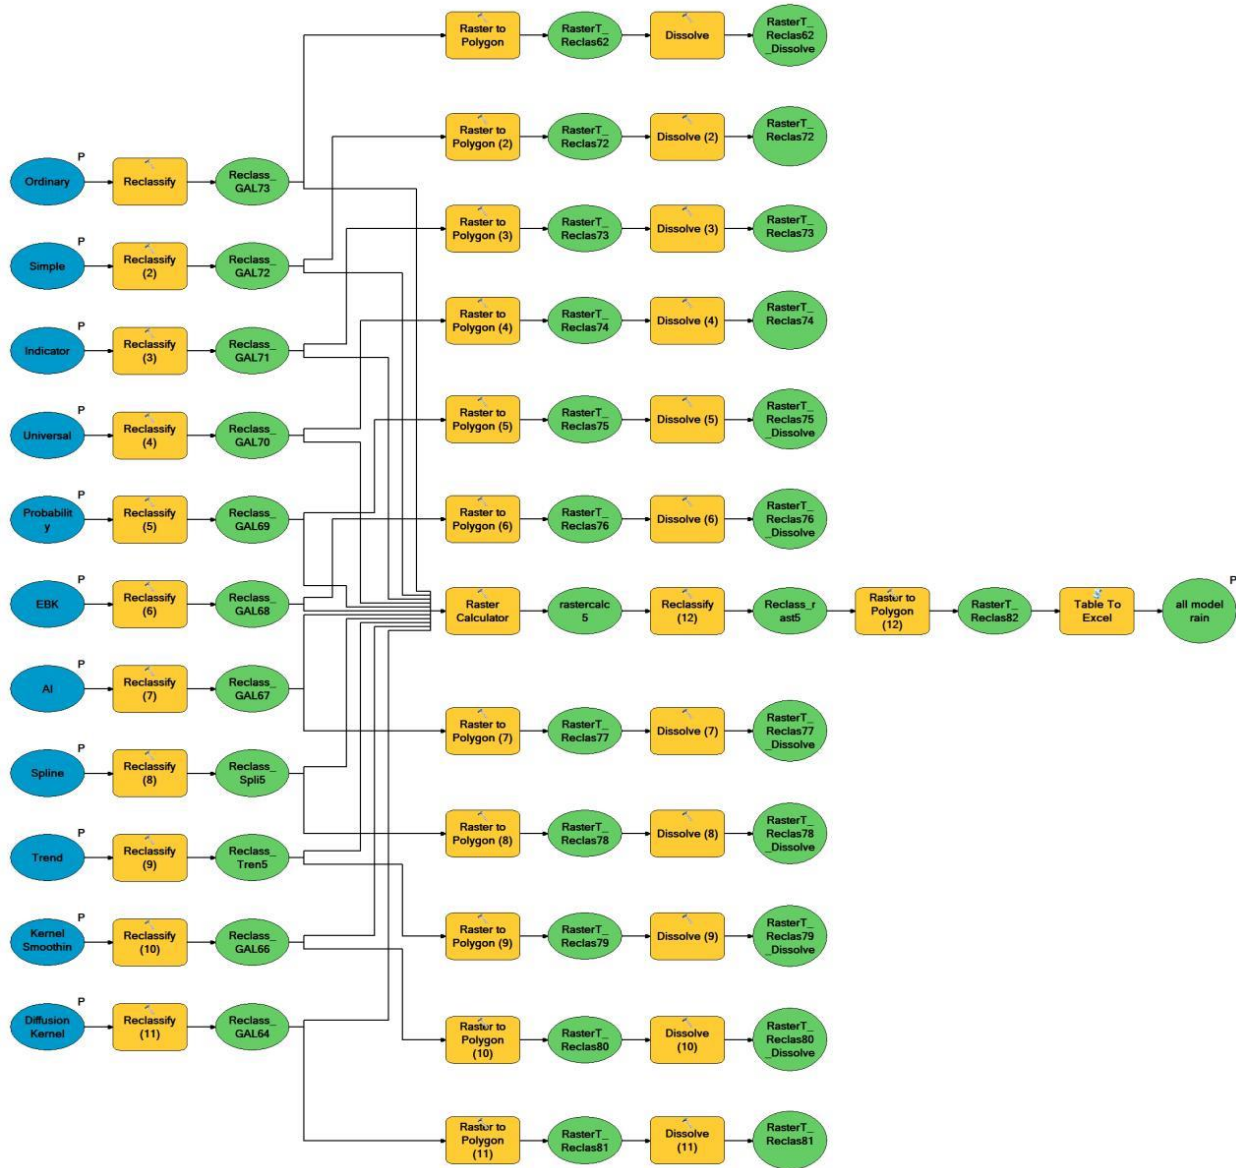 Raster to
Polygon
RasterT_
Reclas62
Dissolve
RasterT_
Reclas62
_Dissolve
Raster to
Polygon (2)
RasterT_
Reclas72
Dissolve (2)
RasterT_
Reclas72
P
Ordinary
Reclassify
Reclass_
GAL73
Raster to
Polygon (3)
RasterT_
Reclas73
Dissolve (3)
RasterT_
Reclas73
P
Simple
Reclassify
(2)
Reclass_
GAL72
Raster to
Polygon (4)
RasterT_
Reclas74
Dissolve (4)
RasterT_
Reclas74
P
Indicator
Reclassify
(3)
Reclass_
GAL71
Raster to
Polygon (5)
RasterT_
Reclas75
Dissolve (5)
RasterT_
Reclas75
_Dissolve
P
Universal
Reclassify
(4)
Reclass_
GAL70
Raster to
Polygon (6)
RasterT_
Reclas76
Dissolve (6)
RasterT_
Reclas76
_Dissolve
P
Probabilit
y
Reclassify
(5)
Reclass_
GAL69
P
EBK
Reclassify
(6)
Reclass_
GAL68
Raster
Calculator
rastercalc
5
Reclassify
(12)
Reclass_r
ast5
Raster to
Polygon
(12)
RasterT_
Reclas82
Table To
Excel
P
all model
rain
P
AI
Reclassify
(7)
Reclass_
GAL67
Raster to
Polygon (7)
RasterT_
Reclas77
Dissolve (7)
RasterT_
Reclas77
_Dissolve
P
Spline
Reclassify
(8)
Reclass_
Spli5
Raster to
Polygon (8)
RasterT_
Reclas78
Dissolve (8)
RasterT_
Reclas78
_Dissolve
P
Trend
Reclassify
(9)
Reclass_
Tren5
Raster to
Polygon (9)
RasterT_
Reclas79
Dissolve (9)
RasterT_
Reclas79
_Dissolve
P
Kernel
Smoothin
Reclassify
(10)
Reclass_
GAL66
Raster to
Polygon
(10)
RasterT_
Reclas80
Dissolve
(10)
RasterT_
Reclas80
_Dissolve
P
Diffusion
Kernel
Reclassify
(11)
Reclass_
GAL64
Raster to
Polygon
(11)
RasterT_
Reclas81
Dissolve
(11)
RasterT_
Reclas81